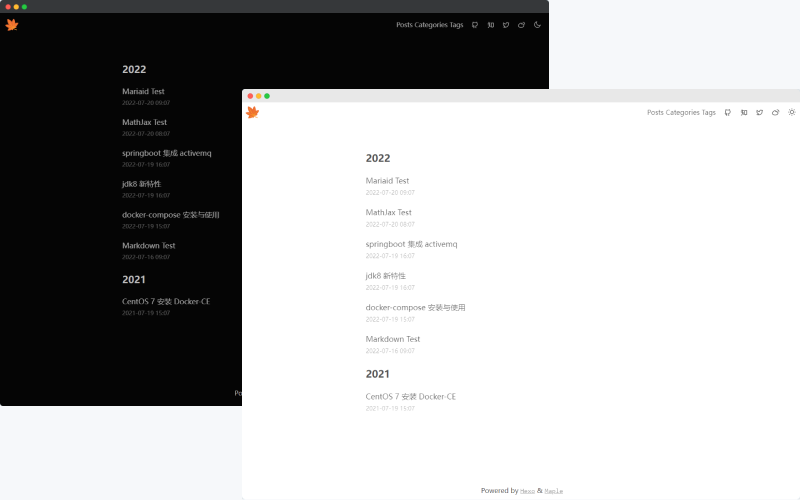 Posts Categories Tags 知
2022
Mariaid Test
2022-07-20 09:07
MathJax Test
2022-07-20 08:07
springboot 集成 activemq
2022-07-19 16:07
jdk8 新特性
2022-07-19 16:07
docker-compose 安装与使用
2022-07-19 15:07
Markdown Test
2022-07-16 09:07
2021
CentOS 7 安装 Docker-CE
2021-07-19 15:07
Po
Posts Categories Tags 知
2022
Mariaid Test
2022-07-20 09:07
MathJax Test
2022-07-20 08:07
springboot 集成 activemq
2022-07-19 16:07
jdk8 新特性
2022-07-19 16:07
docker-compose 安装与使用
2022-07-19 15:07
Markdown Test
2022-07-16 09:07
2021
CentOS 7 安装 Docker-CE
2021-07-19 15:07
Powered by Hexo & Maple